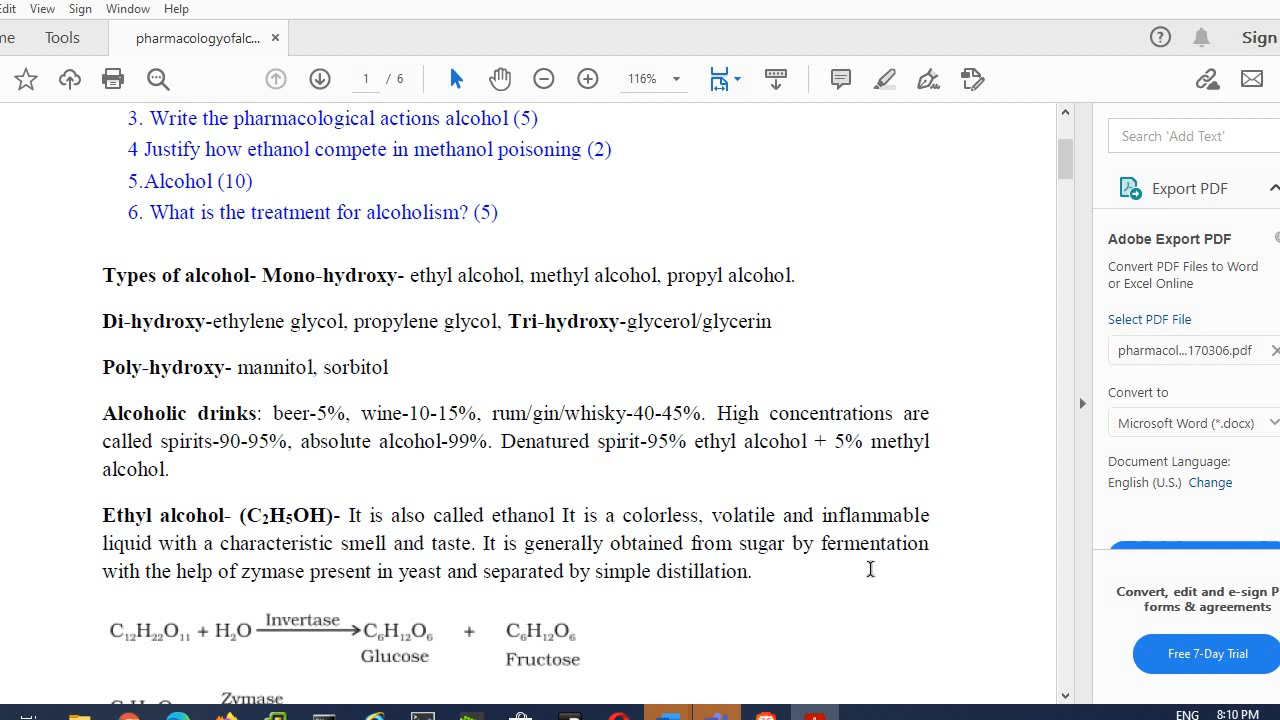 Edit View Sign Window Help
me Tools pharmacologyofalc... × Sign
1 / 6 116%
3. Write the pharmacological actions alcohol (5)
4 Justify how ethanol compete in methanol poisoning (2)
5.Alcohol (10)
6. What is the treatment for alcoholism? (5)
Types of alcohol- Mono-hydroxy- ethyl alcohol, methyl alcohol, propyl alcohol.
Di-hydroxy-ethylene glycol, propylene glycol, Tri-hydroxy-glycerol/glycerin
Poly-hydroxy- mannitol, sorbitol
Alcoholic drinks: beer-5%, wine-10-15%, rum/gin/whisky-40-45%. High concentrations are
called spirits-90-95%, absolute alcohol-99%. Denatured spirit-95% ethyl alcohol + 5% methyl
alcohol.
Ethyl alcohol- (C₂H₅OH)- It is also called ethanol It is a colorless, volatile and inflammable
liquid with a characteristic smell and taste. It is generally obtained from sugar by fermentation
with the help of zymase present in yeast and separated by simple distillation.
C₁₂H₂₂O₁₁ + H₂O Invertase C₆H₁₂O₆ + C₆H₁₂O₆
Glucose Fructose
Zymase
Search 'Add Text'
Export PDF
Adobe Export PDF
Convert PDF Files to Word
or Excel Online
Select PDF File
pharmacol...170306.pdf ×
Convert to
Microsoft Word (*.docx)
Document Language:
English (U.S.) Change
Convert, edit and e-sign P
forms & agreements
Free 7-Day Trial
ENG 8:10 PM